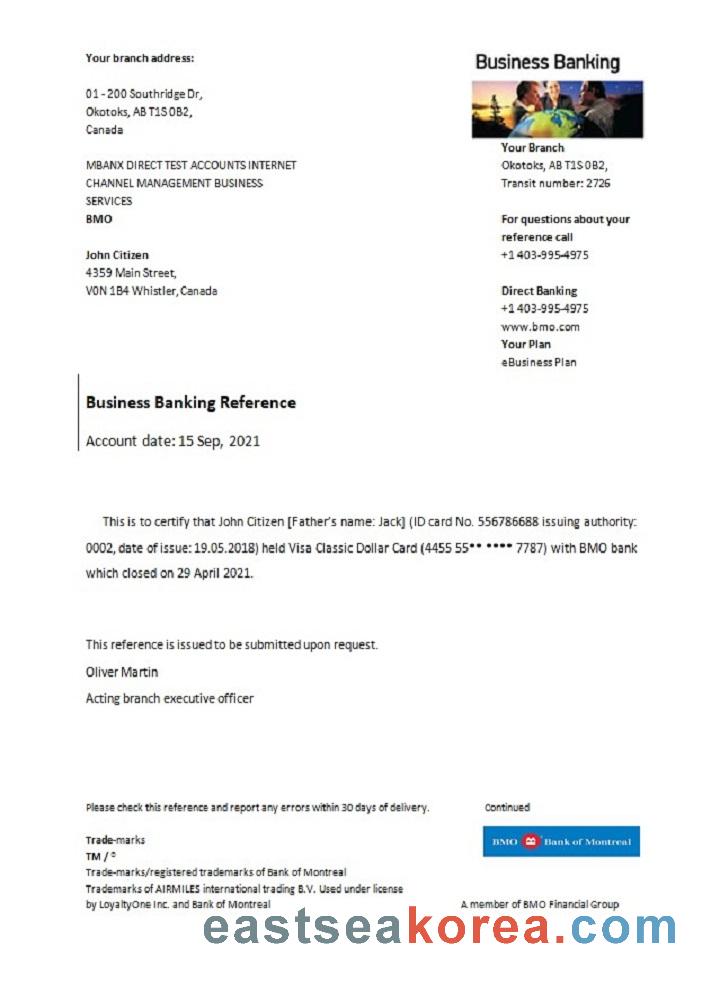 Your branch address:
01 - 200 Southridge Dr,
Okotoks, AB T1S 0B2,
Canada
MBANX DIRECT TEST ACCOUNTS INTERNET
CHANNEL MANAGEMENT BUSINESS
SERVICES
BMO
John Citizen
4359 Main Street,
V0N 1B4 Whistler, Canada
Business Banking
Your Branch
Okotoks, AB T1S 0B2,
Transit number: 2726
For questions about your
reference call
+1 403-995-4975
Direct Banking
+1 403-995-4975
www.bmo.com
Your Plan
eBusiness Plan
Business Banking Reference
Account date: 15 Sep, 2021
This is to certify that John Citizen [Father's name: Jack] (ID card No. 556786688 issuing authority:
0002, date of issue: 19.05.2018) held Visa Classic Dollar Card (4455 55** **** 7787) with BMO bank
which closed on 29 April 2021.
This reference is issued to be submitted upon request.
Oliver Martin
Acting branch executive officer
Please check this reference and report any errors within 30 days of delivery.
Continued
Trade-marks
TM / ©
Trade-marks/registered trademarks of Bank of Montreal
Trademarks of AIRMILES international trading B.V. Used under license
by LoyaltyOne Inc. and Bank of Montreal
BMO Bank of Montreal
A member of BMO Financial Group
eastseakorea.com